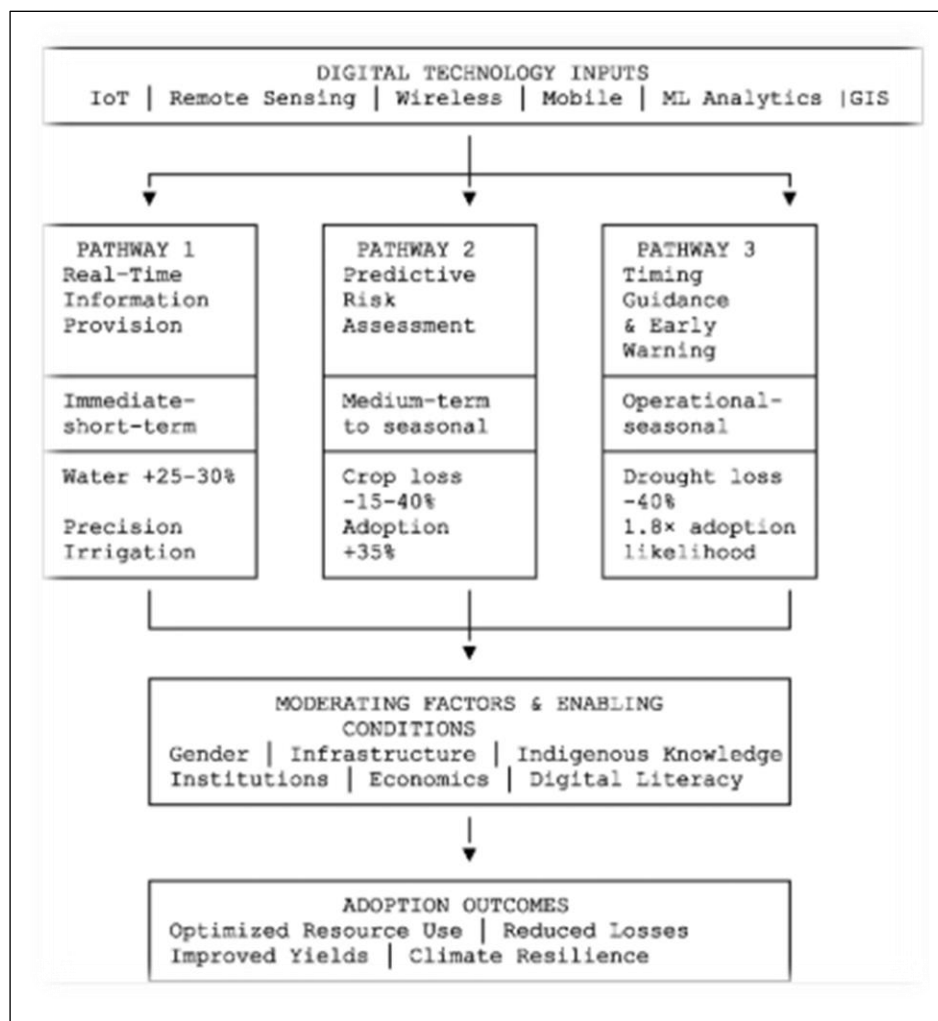 DIGITAL TECHNOLOGY INPUTS
IoT | Remote Sensing | Wireless | Mobile | ML Analytics |GIS
PATHWAY 1
Real-Time
Information
Provision
Immediate-
short-term
Water +25-30%
Precision
Irrigation
PATHWAY 2
Predictive
Risk
Assessment
Medium-term
to seasonal
Crop loss
-15-40%
Adoption
+35%
PATHWAY 3
Timing
Guidance
& Early
Warning
Operational-
seasonal
Drought loss
-40%
1.8× adoption
likelihood
MODERATING FACTORS & ENABLING
CONDITIONS
Gender | Infrastructure | Indigenous Knowledge
Institutions | Economics | Digital Literacy
ADOPTION OUTCOMES
Optimized Resource Use | Reduced Losses
Improved Yields | Climate Resilience